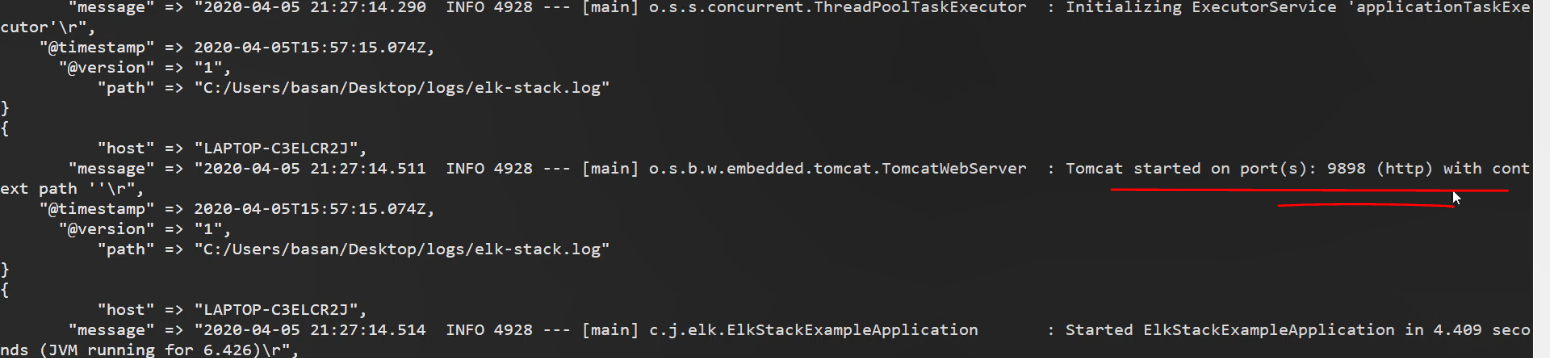 "message" => "2020-04-05 21:27:14.290  INFO 4928 --- [main] o.s.s.concurrent.ThreadPoolTaskExecutor  : Initializing ExecutorService 'applicationTaskExe
cutor'\r",
"@timestamp" => 2020-04-05T15:57:15.074Z,
"@version" => "1",
"path" => "C:/Users/basan/Desktop/logs/elk-stack.log"
}
{
"host" => "LAPTOP-C3ELCR2J",
"message" => "2020-04-05 21:27:14.511  INFO 4928 --- [main] o.s.b.w.embedded.tomcat.TomcatWebServer  : Tomcat started on port(s): 9898 (http) with cont
ext path ''\r",
"@timestamp" => 2020-04-05T15:57:15.074Z,
"@version" => "1",
"path" => "C:/Users/basan/Desktop/logs/elk-stack.log"
}
{
"host" => "LAPTOP-C3ELCR2J",
"message" => "2020-04-05 21:27:14.514  INFO 4928 --- [main] c.j.elk.ElkStackExampleApplication       : Started ElkStackExampleApplication in 4.409 seco
nds (JVM running for 6.426)\r",